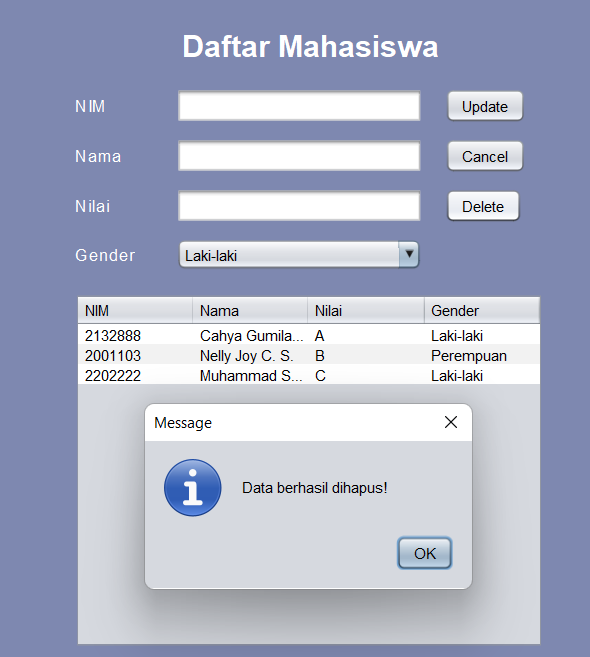 Daftar Mahasiswa
NIM Update
Nama Cancel
Nilai Delete
Gender Laki-laki
NIM Nama Nilai Gender
2132888 Cahya Gumila... A Laki-laki
2001103 Nelly Joy C. S. B Perempuan
2202222 Muhammad S... C Laki-laki
Message
Data berhasil dihapus!
OK